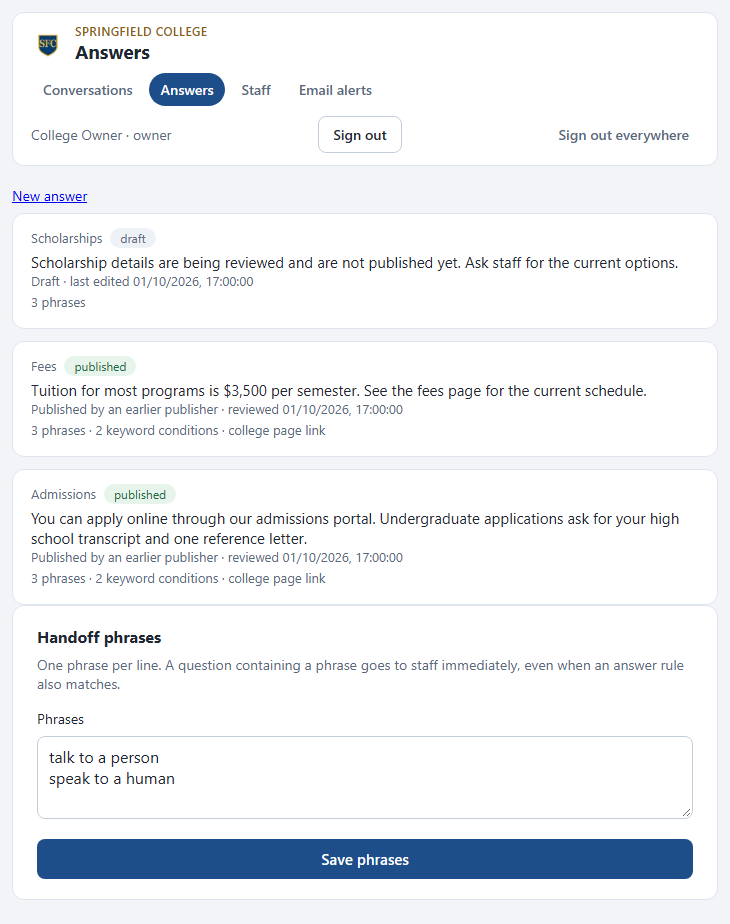 SFC
SPRINGFIELD COLLEGE
Answers
Conversations Answers Staff Email alerts
College Owner · owner Sign out Sign out everywhere
New answer
Scholarships draft
Scholarship details are being reviewed and are not published yet. Ask staff for the current options.
Draft · last edited 01/10/2026, 17:00:00
3 phrases
Fees published
Tuition for most programs is $3,500 per semester. See the fees page for the current schedule.
Published by an earlier publisher · reviewed 01/10/2026, 17:00:00
3 phrases · 2 keyword conditions · college page link
Admissions published
You can apply online through our admissions portal. Undergraduate applications ask for your high
school transcript and one reference letter.
Published by an earlier publisher · reviewed 01/10/2026, 17:00:00
3 phrases · 2 keyword conditions · college page link
Handoff phrases
One phrase per line. A question containing a phrase goes to staff immediately, even when an answer rule
also matches.
Phrases
talk to a person
speak to a human
Save phrases